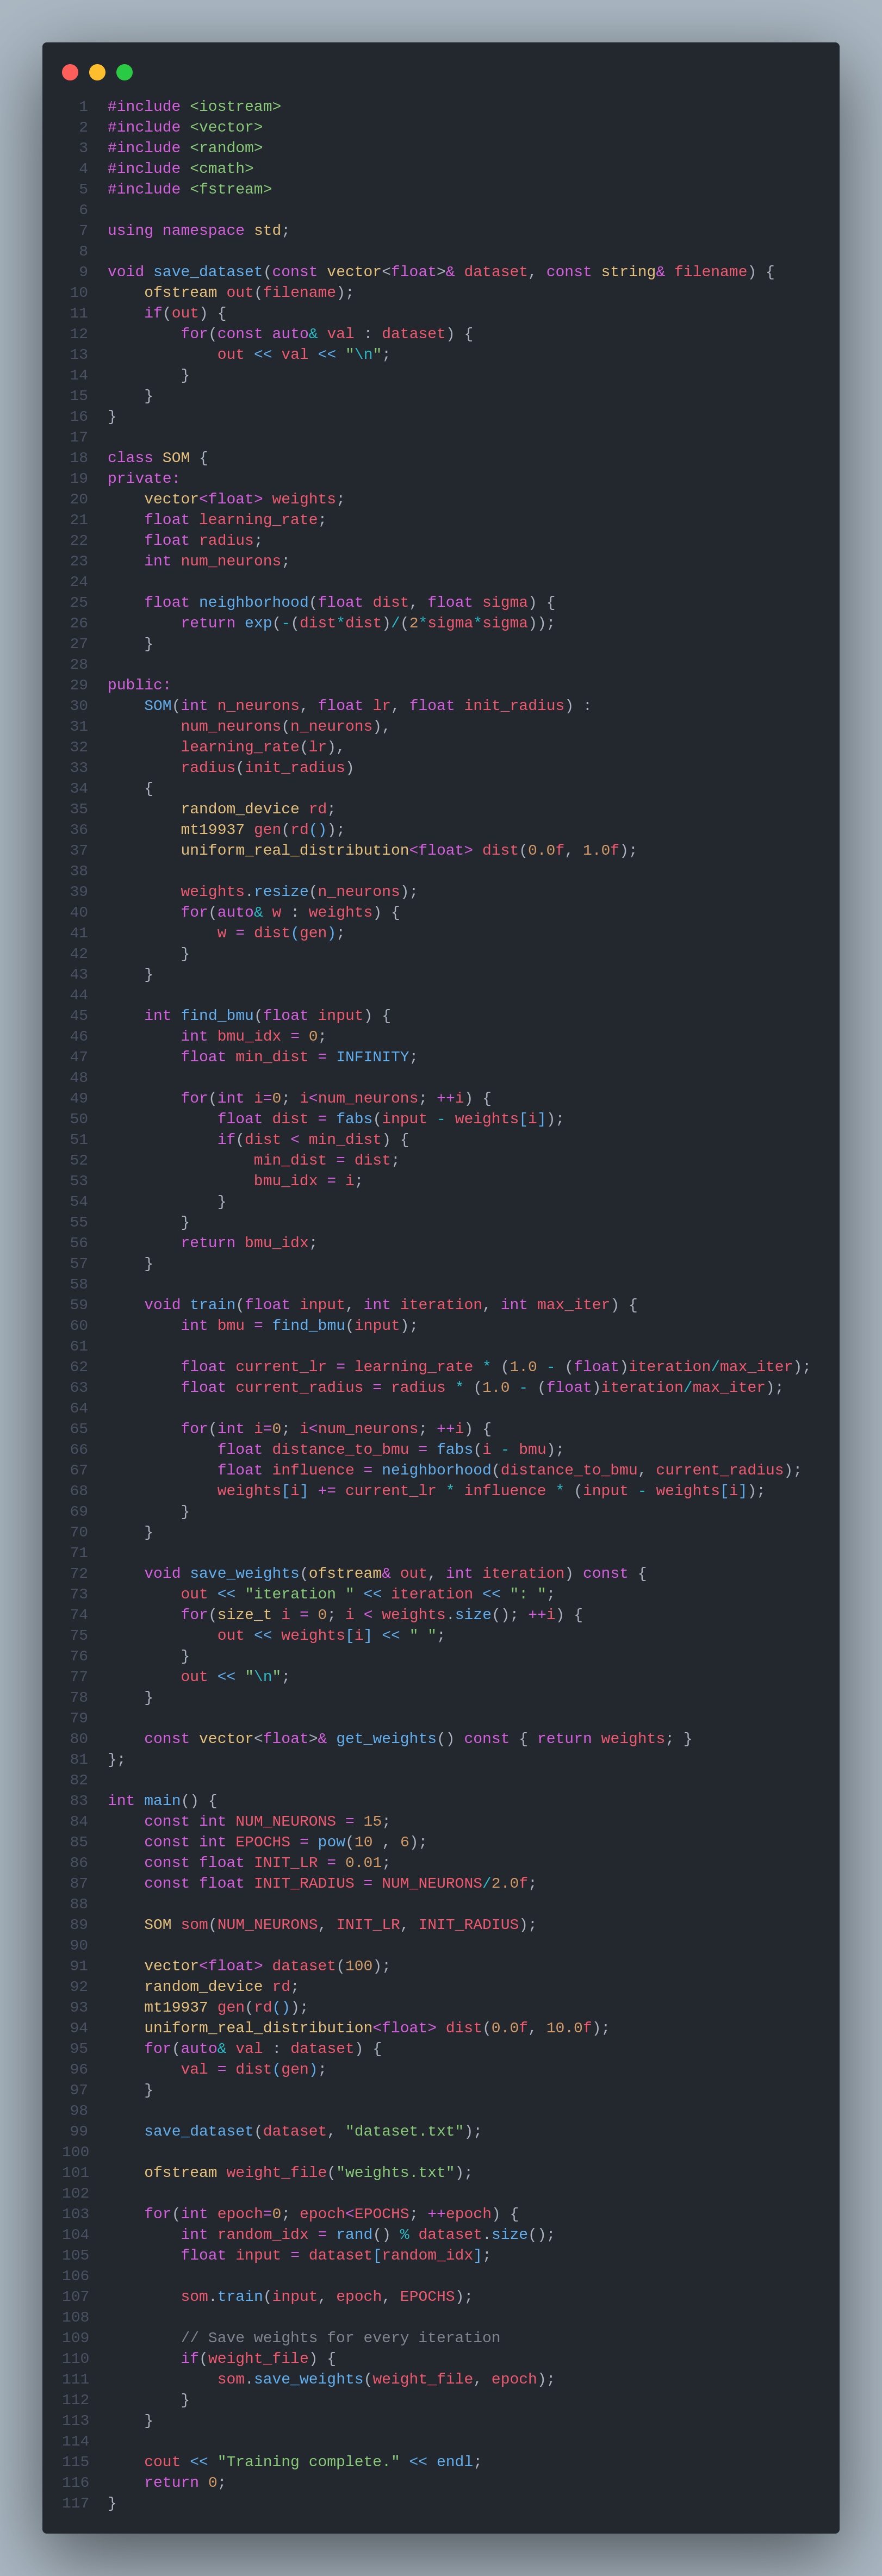 1 #include <iostream>
2 #include <vector>
3 #include <random>
4 #include <cmath>
5 #include <fstream>
6
7 using namespace std;
8
9 void save_dataset(const vector<float>& dataset, const string& filename) {
10     ofstream out(filename);
11     if(out) {
12         for(const auto& val : dataset) {
13             out << val << "\n";
14         }
15     }
16 }
17
18 class SOM {
19 private:
20     vector<float> weights;
21     float learning_rate;
22     float radius;
23     int num_neurons;
24
25     float neighborhood(float dist, float sigma) {
26         return exp(-(dist*dist)/(2*sigma*sigma));
27     }
28
29 public:
30     SOM(int n_neurons, float lr, float init_radius) :
31         num_neurons(n_neurons),
32         learning_rate(lr),
33         radius(init_radius)
34     {
35         random_device rd;
36         mt19937 gen(rd());
37         uniform_real_distribution<float> dist(0.0f, 1.0f);
38
39         weights.resize(n_neurons);
40         for(auto& w : weights) {
41             w = dist(gen);
42         }
43     }
44
45     int find_bmu(float input) {
46         int bmu_idx = 0;
47         float min_dist = INFINITY;
48
49         for(int i=0; i<num_neurons; ++i) {
50             float dist = fabs(input - weights[i]);
51             if(dist < min_dist) {
52                 min_dist = dist;
53                 bmu_idx = i;
54             }
55         }
56         return bmu_idx;
57     }
58
59     void train(float input, int iteration, int max_iter) {
60         int bmu = find_bmu(input);
61
62         float current_lr = learning_rate * (1.0 - (float)iteration/max_iter);
63         float current_radius = radius * (1.0 - (float)iteration/max_iter);
64
65         for(int i=0; i<num_neurons; ++i) {
66             float distance_to_bmu = fabs(i - bmu);
67             float influence = neighborhood(distance_to_bmu, current_radius);
68             weights[i] += current_lr * influence * (input - weights[i]);
69         }
70     }
71
72     void save_weights(ofstream& out, int iteration) const {
73         out << "iteration " << iteration << ": ";
74         for(size_t i = 0; i < weights.size(); ++i) {
75             out << weights[i] << " ";
76         }
77         out << "\n";
78     }
79
80     const vector<float>& get_weights() const { return weights; }
81 };
82
83 int main() {
84     const int NUM_NEURONS = 15;
85     const int EPOCHS = pow(10 , 6);
86     const float INIT_LR = 0.01;
87     const float INIT_RADIUS = NUM_NEURONS/2.0f;
88
89     SOM som(NUM_NEURONS, INIT_LR, INIT_RADIUS);
90
91     vector<float> dataset(100);
92     random_device rd;
93     mt19937 gen(rd());
94     uniform_real_distribution<float> dist(0.0f, 10.0f);
95     for(auto& val : dataset) {
96         val = dist(gen);
97     }
98
99     save_dataset(dataset, "dataset.txt");
100
101     ofstream weight_file("weights.txt");
102
103     for(int epoch=0; epoch<EPOCHS; ++epoch) {
104         int random_idx = rand() % dataset.size();
105         float input = dataset[random_idx];
106
107         som.train(input, epoch, EPOCHS);
108
109         // Save weights for every iteration
110         if(weight_file) {
111             som.save_weights(weight_file, epoch);
112         }
113     }
114
115     cout << "Training complete." << endl;
116     return 0;
117 }